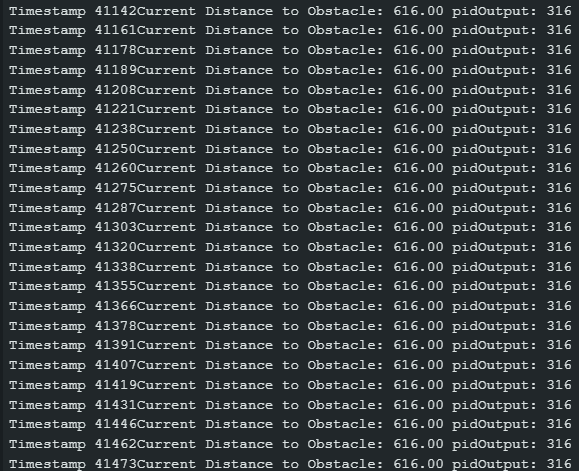 Timestamp 41142Current Distance to Obstacle: 616.00 pidOutput: 316
Timestamp 41161Current Distance to Obstacle: 616.00 pidOutput: 316
Timestamp 41178Current Distance to Obstacle: 616.00 pidOutput: 316
Timestamp 41189Current Distance to Obstacle: 616.00 pidOutput: 316
Timestamp 41208Current Distance to Obstacle: 616.00 pidOutput: 316
Timestamp 41221Current Distance to Obstacle: 616.00 pidOutput: 316
Timestamp 41238Current Distance to Obstacle: 616.00 pidOutput: 316
Timestamp 41250Current Distance to Obstacle: 616.00 pidOutput: 316
Timestamp 41260Current Distance to Obstacle: 616.00 pidOutput: 316
Timestamp 41275Current Distance to Obstacle: 616.00 pidOutput: 316
Timestamp 41287Current Distance to Obstacle: 616.00 pidOutput: 316
Timestamp 41303Current Distance to Obstacle: 616.00 pidOutput: 316
Timestamp 41320Current Distance to Obstacle: 616.00 pidOutput: 316
Timestamp 41338Current Distance to Obstacle: 616.00 pidOutput: 316
Timestamp 41355Current Distance to Obstacle: 616.00 pidOutput: 316
Timestamp 41366Current Distance to Obstacle: 616.00 pidOutput: 316
Timestamp 41378Current Distance to Obstacle: 616.00 pidOutput: 316
Timestamp 41391Current Distance to Obstacle: 616.00 pidOutput: 316
Timestamp 41407Current Distance to Obstacle: 616.00 pidOutput: 316
Timestamp 41419Current Distance to Obstacle: 616.00 pidOutput: 316
Timestamp 41431Current Distance to Obstacle: 616.00 pidOutput: 316
Timestamp 41446Current Distance to Obstacle: 616.00 pidOutput: 316
Timestamp 41462Current Distance to Obstacle: 616.00 pidOutput: 316
Timestamp 41473Current Distance to Obstacle: 616.00 pidOutput: 316